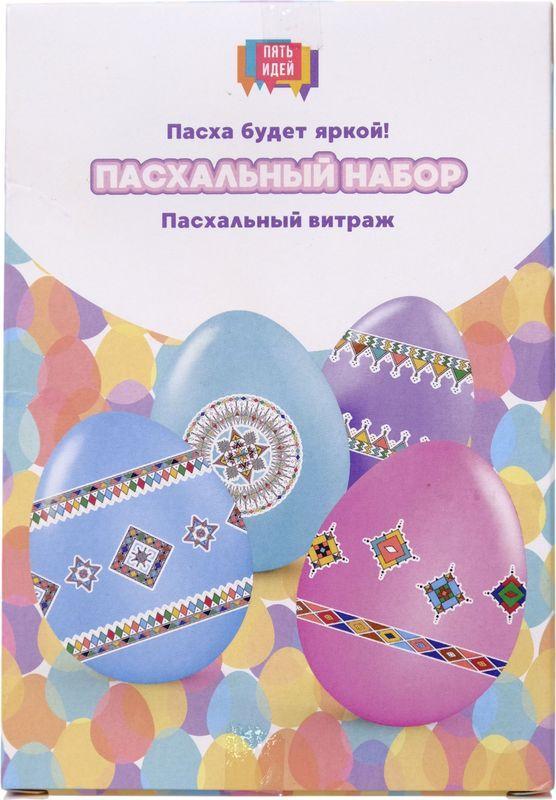 ПЯТЬ
ИДЕЙ
Пасха будет яркой!
ПАСХАЛЬНЫЙ НАБОР
Пасхальный витраж